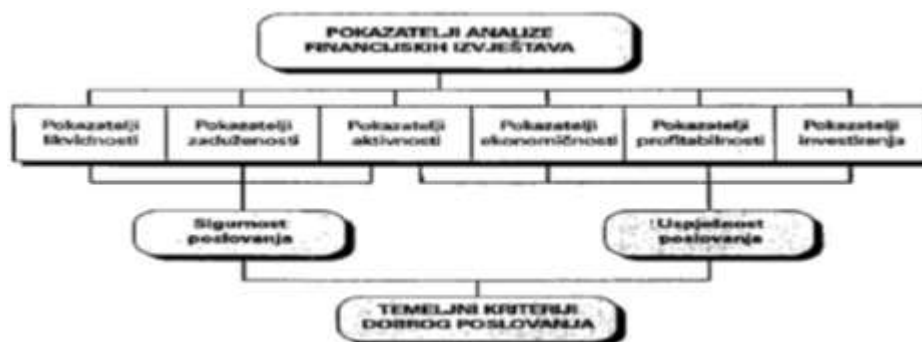 POKAZATELJI ANALIZE
FINANCIJSKIH IZVJEŠTAVA
Pokazatelji
likvidnosti
Pokazatelji
zaduženosti
Pokazatelji
aktivnosti
Pokazatelji
ekonomičnosti
Pokazatelji
profitabilnosti
Pokazatelji
investiranja
Sigurnost
poslovanja
Uspješnost
poslovanja
TEMELJNI KRITERIJI
DOBROG POSLOVANJA